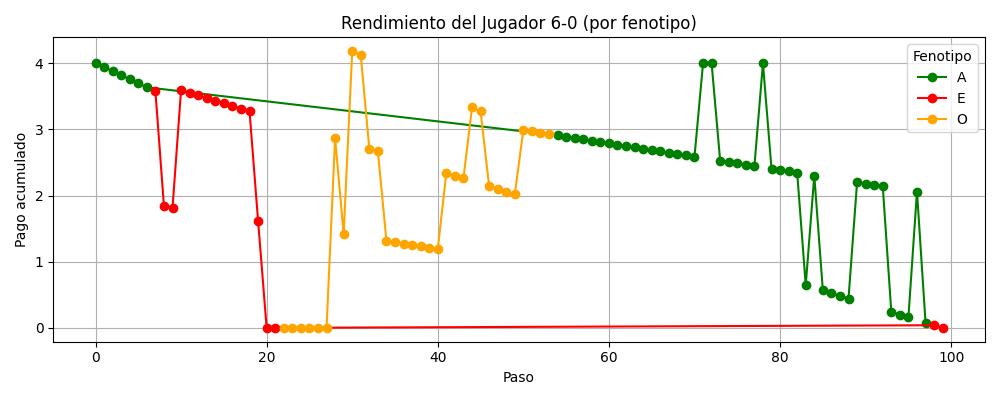 Rendimiento del Jugador 6-0 (por fenotipo)
Pago acumulado
4
3
2
1
0
Fenotipo
A
E
O
0 20 40 60 80 100
Paso